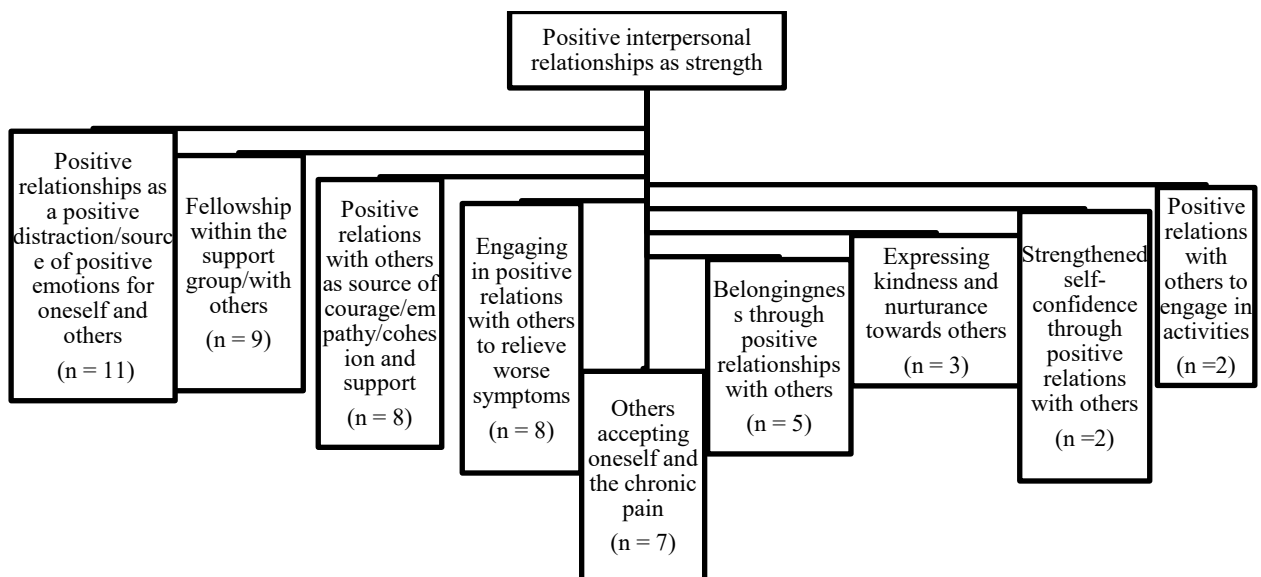 Positive interpersonal
relationships as strength
Positive
relationships as
a positive
distraction/sourc
e of positive
emotions for
oneself and
others
(n = 11)
Fellowship
within the
support
group/with
others
(n = 9)
Positive
relations
with others
as source of
courage/em
pathy/cohes
ion and
support
(n = 8)
Engaging
in positive
relations
with others
to relieve
worse
symptoms
(n = 8)
Others
accepting
oneself and
the chronic
pain
(n = 7)
Belongingnes
s through
positive
relationships
with others
(n = 5)
Expressing
kindness and
nurturance
towards others
(n = 3)
Strengthened
self-
confidence
through
positive
relations
with others
(n =2)
Positive
relations
with
others to
engage in
activities
(n =2)